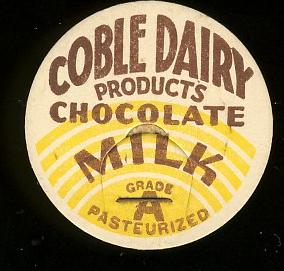 COBLE DAIRY
PRODUCTS
CHOCOLATE
MILK
GRADE
A
PASTEURIZED